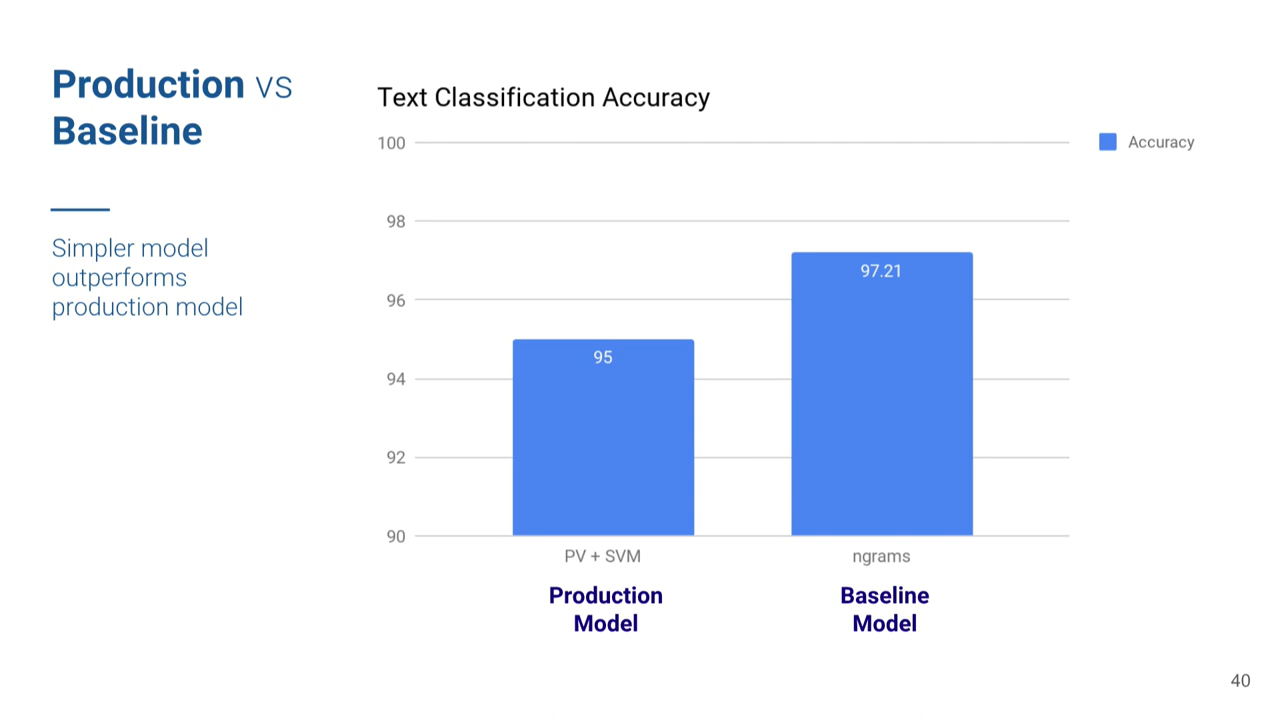 Production vs
Baseline
Simpler model
outperforms
production model
Text Classification Accuracy
100
98
96
94
92
90
Accuracy
95
97.21
PV + SVM
ngrams
Production
Model
Baseline
Model
40